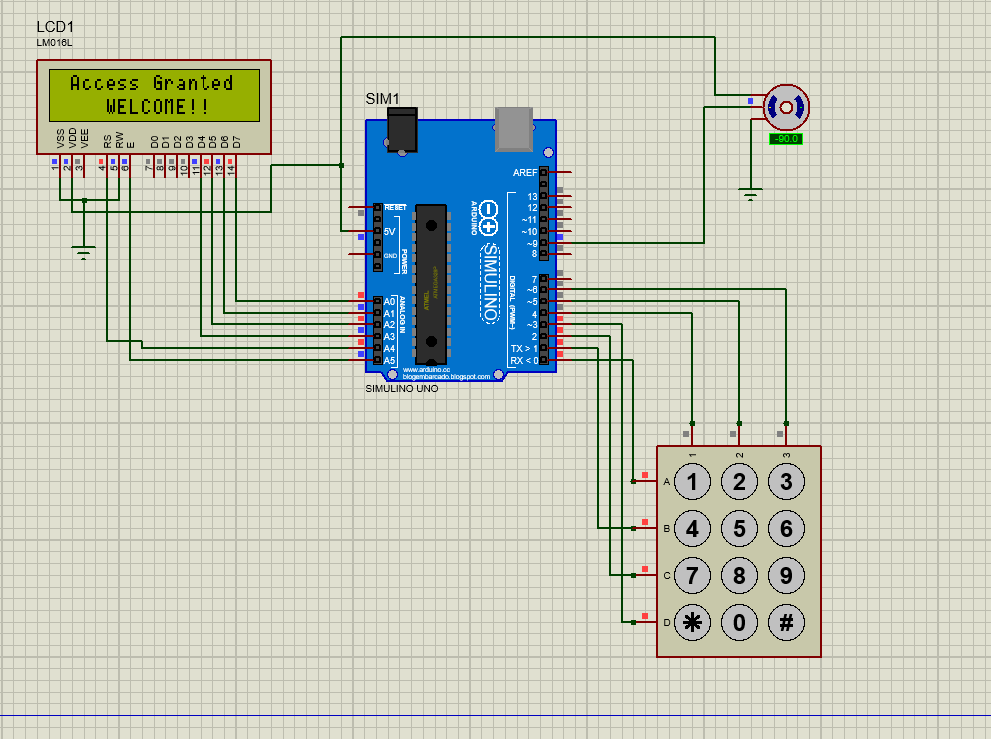 LCD1
LM016L
Access Granted
WELCOME!!
VSS VDD VEE RS RW E D0 D1 D2 D3 D4 D5 D6 D7
1 2 3 4 5 6 7 8 9 10 11 12 13 14
SIM1
AREF
13
12
~11
~10
~9
8
RESET
5V
GND
POWER
ARDUINO
SIMULINO
ATMEL
DIGITAL (PWM~)
7
~6
~5
4
~3
2
TX > 1
RX < 0
ANALOG IN
A0
A1
A2
A3
A4
A5
www.arduino.cc
blogembarcado.blogspot.com
SIMULINO UNO
-90.0
1 2 3
A 1 2 3
B 4 5 6
C 7 8 9
D * 0 #